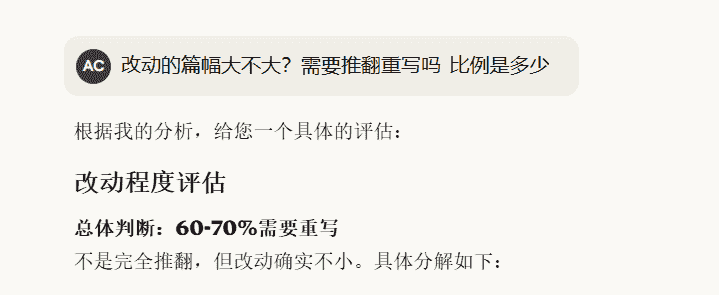 AC 改动的篇幅大不大？需要推翻重写吗 比例是多少
根据我的分析，给您一个具体的评估：
改动程度评估
总体判断：60-70%需要重写
不是完全推翻，但改动确实不小。具体分解如下：